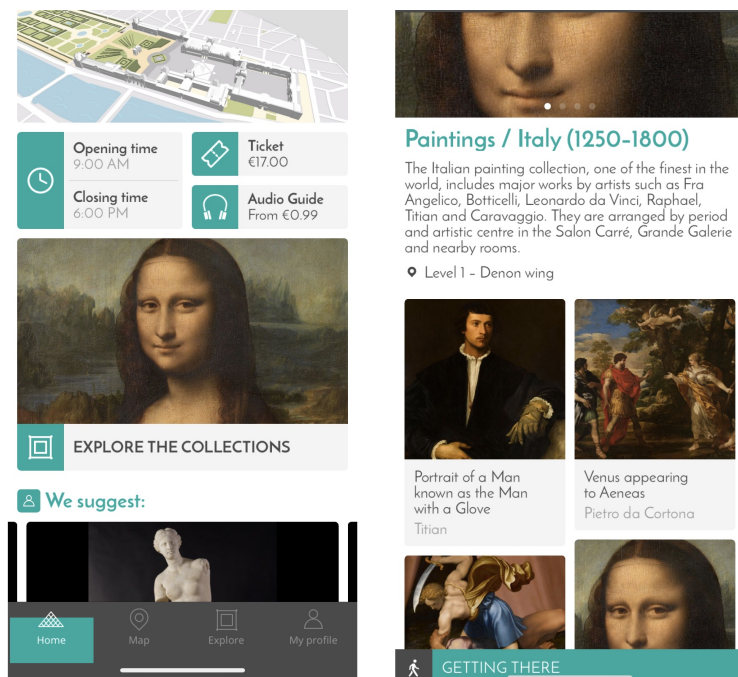 Opening time
9:00 AM
Closing time
6:00 PM
Ticket
€17.00
Audio Guide
From €0.99
EXPLORE THE COLLECTIONS
We suggest:
Home
Map
Explore
My profile
Paintings / Italy (1250-1800)
The Italian painting collection, one of the finest in the
world, includes major works by artists such as Fra
Angelico, Botticelli, Leonardo da Vinci, Raphael,
Titian and Caravaggio. They are arranged by period
and artistic centre in the Salon Carré, Grande Galerie
and nearby rooms.
Level 1 - Denon wing
Portrait of a Man
known as the Man
with a Glove
Titian
Venus appearing
to Aeneas
Pietro da Cortona
GETTING THERE